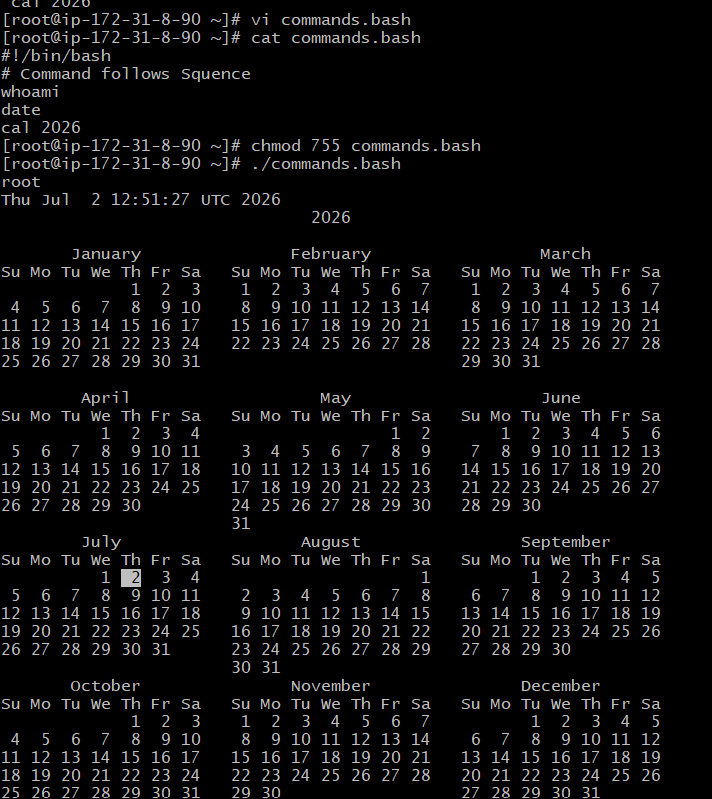 cal 2026
[root@ip-172-31-8-90 ~]# vi commands.bash
[root@ip-172-31-8-90 ~]# cat commands.bash
#!/bin/bash
# Command follows Squence
whoami
date
cal 2026
[root@ip-172-31-8-90 ~]# chmod 755 commands.bash
[root@ip-172-31-8-90 ~]# ./commands.bash
root
Thu Jul  2 12:51:27 UTC 2026
                               2026

       January               February                 March
Su Mo Tu We Th Fr Sa   Su Mo Tu We Th Fr Sa   Su Mo Tu We Th Fr Sa
             1  2  3    1  2  3  4  5  6  7    1  2  3  4  5  6  7
 4  5  6  7  8  9 10    8  9 10 11 12 13 14    8  9 10 11 12 13 14
11 12 13 14 15 16 17   15 16 17 18 19 20 21   15 16 17 18 19 20 21
18 19 20 21 22 23 24   22 23 24 25 26 27 28   22 23 24 25 26 27 28
25 26 27 28 29 30 31                          29 30 31

        April                   May                   June
Su Mo Tu We Th Fr Sa   Su Mo Tu We Th Fr Sa   Su Mo Tu We Th Fr Sa
          1  2  3  4                   1  2       1  2  3  4  5  6
 5  6  7  8  9 10 11    3  4  5  6  7  8  9    7  8  9 10 11 12 13
12 13 14 15 16 17 18   10 11 12 13 14 15 16   14 15 16 17 18 19 20
19 20 21 22 23 24 25   17 18 19 20 21 22 23   21 22 23 24 25 26 27
26 27 28 29 30         24 25 26 27 28 29 30   28 29 30
                       31
        July                  August                September
Su Mo Tu We Th Fr Sa   Su Mo Tu We Th Fr Sa   Su Mo Tu We Th Fr Sa
          1  2  3  4                      1          1  2  3  4  5
 5  6  7  8  9 10 11    2  3  4  5  6  7  8    6  7  8  9 10 11 12
12 13 14 15 16 17 18    9 10 11 12 13 14 15   13 14 15 16 17 18 19
19 20 21 22 23 24 25   16 17 18 19 20 21 22   20 21 22 23 24 25 26
26 27 28 29 30 31      23 24 25 26 27 28 29   27 28 29 30
                       30 31
       October               November               December
Su Mo Tu We Th Fr Sa   Su Mo Tu We Th Fr Sa   Su Mo Tu We Th Fr Sa
             1  2  3    1  2  3  4  5  6  7          1  2  3  4  5
 4  5  6  7  8  9 10    8  9 10 11 12 13 14    6  7  8  9 10 11 12
11 12 13 14 15 16 17   15 16 17 18 19 20 21   13 14 15 16 17 18 19
18 19 20 21 22 23 24   22 23 24 25 26 27 28   20 21 22 23 24 25 26
25 26 27 28 29 30 31   29 30                  27 28 29 30 31